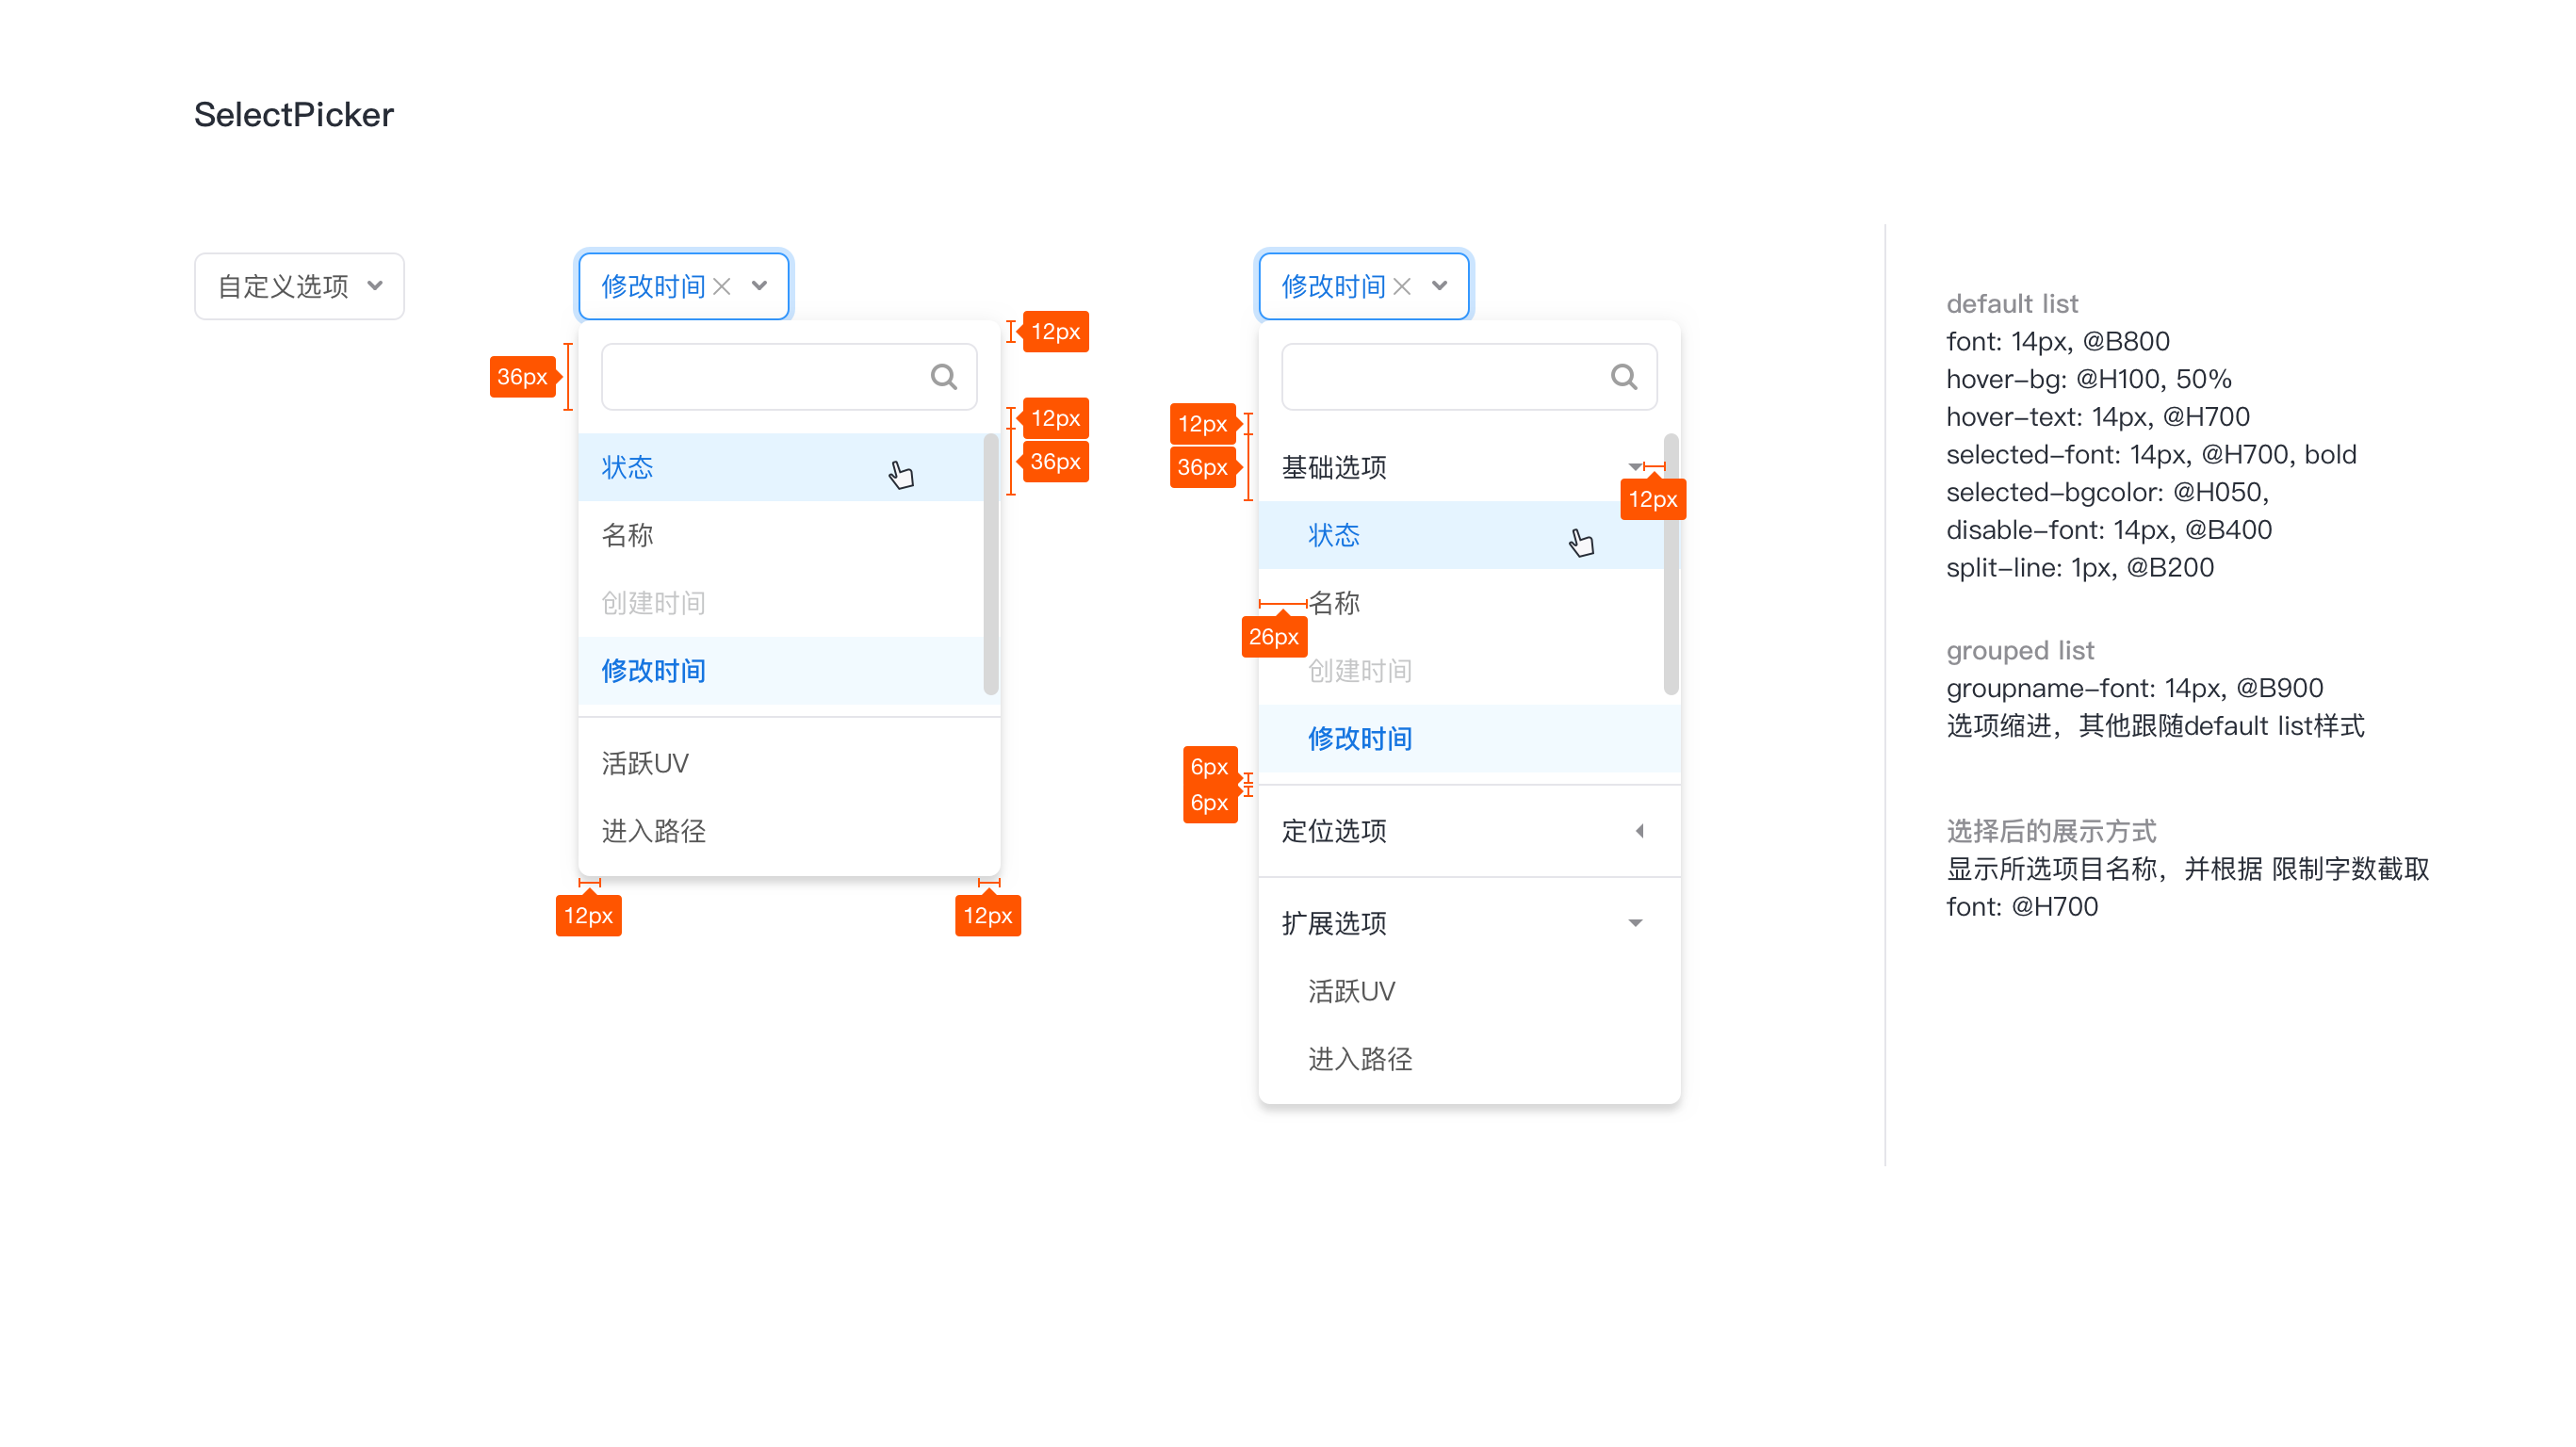 SelectPicker
自定义选项
修改时间
12px
36px
12px
36px
状态
名称
创建时间
修改时间
活跃UV
进入路径
12px
12px
修改时间
12px
36px
基础选项
12px
状态
名称
26px
创建时间
修改时间
6px
6px
定位选项
扩展选项
活跃UV
进入路径
default list
font: 14px, @B800
hover-bg: @H100, 50%
hover-text: 14px, @H700
selected-font: 14px, @H700, bold
selected-bgcolor: @H050,
disable-font: 14px, @B400
split-line: 1px, @B200
grouped list
groupname-font: 14px, @B900
选项缩进，其他跟随default list样式
选择后的展示方式
显示所选项目名称，并根据 限制字数截取
font: @H700